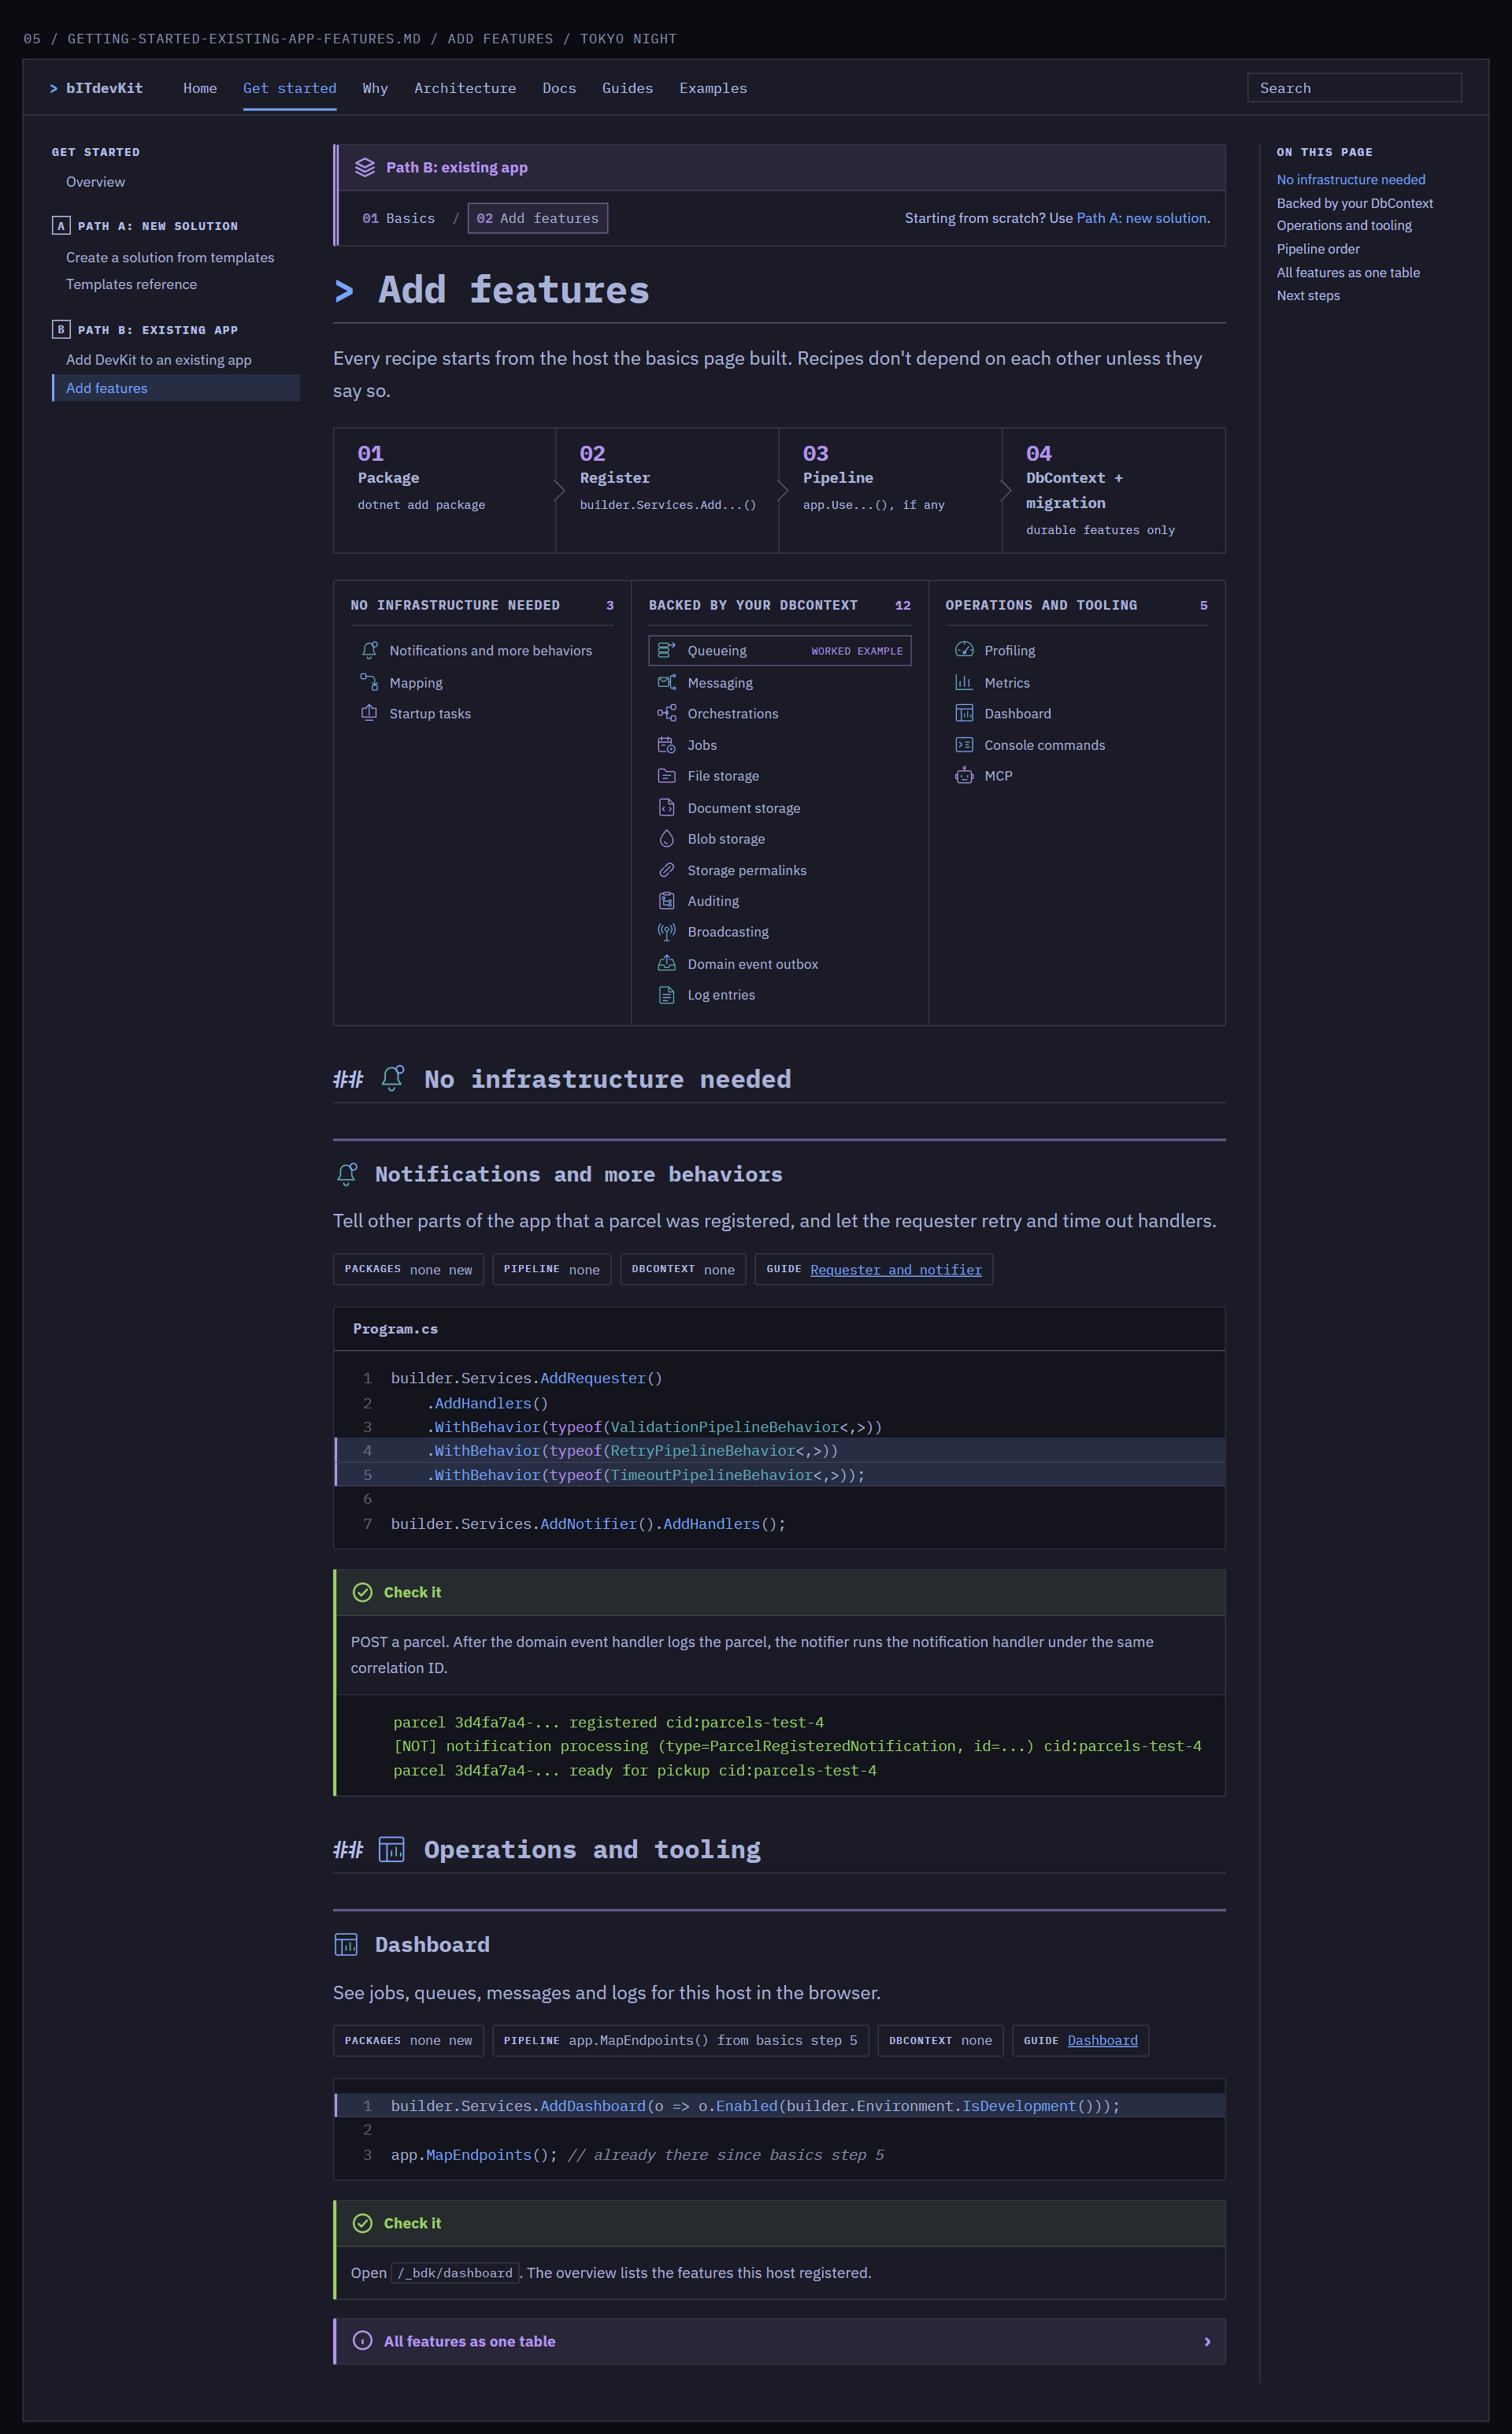 05 / GETTING-STARTED-EXISTING-APP-FEATURES.MD / ADD FEATURES / TOKYO NIGHT
> bITdevKit Home Get started Why Architecture Docs Guides Examples Search
GET STARTED
Overview
A PATH A: NEW SOLUTION
Create a solution from templates
Templates reference
B PATH B: EXISTING APP
Add DevKit to an existing app
Add features
Path B: existing app
01 Basics / 02 Add features Starting from scratch? Use Path A: new solution.
> Add features
Every recipe starts from the host the basics page built. Recipes don't depend on each other unless they
say so.
01
Package
dotnet add package
02
Register
builder.Services.Add...()
03
Pipeline
app.Use...(), if any
04
DbContext +
migration
durable features only
NO INFRASTRUCTURE NEEDED 3
Notifications and more behaviors
Mapping
Startup tasks
BACKED BY YOUR DBCONTEXT 12
Queueing WORKED EXAMPLE
Messaging
Orchestrations
Jobs
File storage
Document storage
Blob storage
Storage permalinks
Auditing
Broadcasting
Domain event outbox
Log entries
OPERATIONS AND TOOLING 5
Profiling
Metrics
Dashboard
Console commands
MCP
## No infrastructure needed
Notifications and more behaviors
Tell other parts of the app that a parcel was registered, and let the requester retry and time out handlers.
PACKAGES none new PIPELINE none DBCONTEXT none GUIDE Requester and notifier
Program.cs
1 builder.Services.AddRequester()
2 .AddHandlers()
3 .WithBehavior(typeof(ValidationPipelineBehavior<,>))
4 .WithBehavior(typeof(RetryPipelineBehavior<,>))
5 .WithBehavior(typeof(TimeoutPipelineBehavior<,>));
6
7 builder.Services.AddNotifier().AddHandlers();
Check it
POST a parcel. After the domain event handler logs the parcel, the notifier runs the notification handler under the same
correlation ID.
parcel 3d4fa7a4-... registered cid:parcels-test-4
[NOT] notification processing (type=ParcelRegisteredNotification, id=...) cid:parcels-test-4
parcel 3d4fa7a4-... ready for pickup cid:parcels-test-4
## Operations and tooling
Dashboard
See jobs, queues, messages and logs for this host in the browser.
PACKAGES none new PIPELINE app.MapEndpoints() from basics step 5 DBCONTEXT none GUIDE Dashboard
1 builder.Services.AddDashboard(o => o.Enabled(builder.Environment.IsDevelopment()));
2
3 app.MapEndpoints(); // already there since basics step 5
Check it
Open /_bdk/dashboard. The overview lists the features this host registered.
All features as one table
ON THIS PAGE
No infrastructure needed
Backed by your DbContext
Operations and tooling
Pipeline order
All features as one table
Next steps